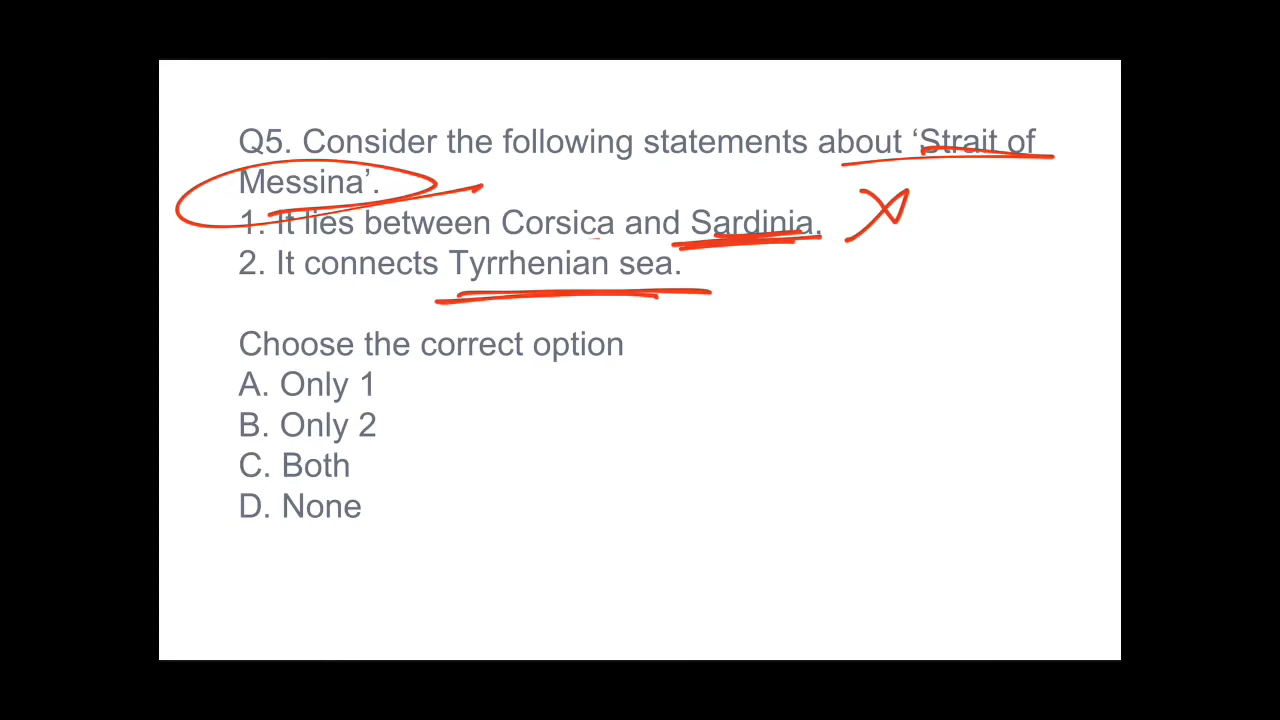 Q5. Consider the following statements about ‘Strait of
Messina’.
1. It lies between Corsica and Sardinia.
2. It connects Tyrrhenian sea.
Choose the correct option
A. Only 1
B. Only 2
C. Both
D. None